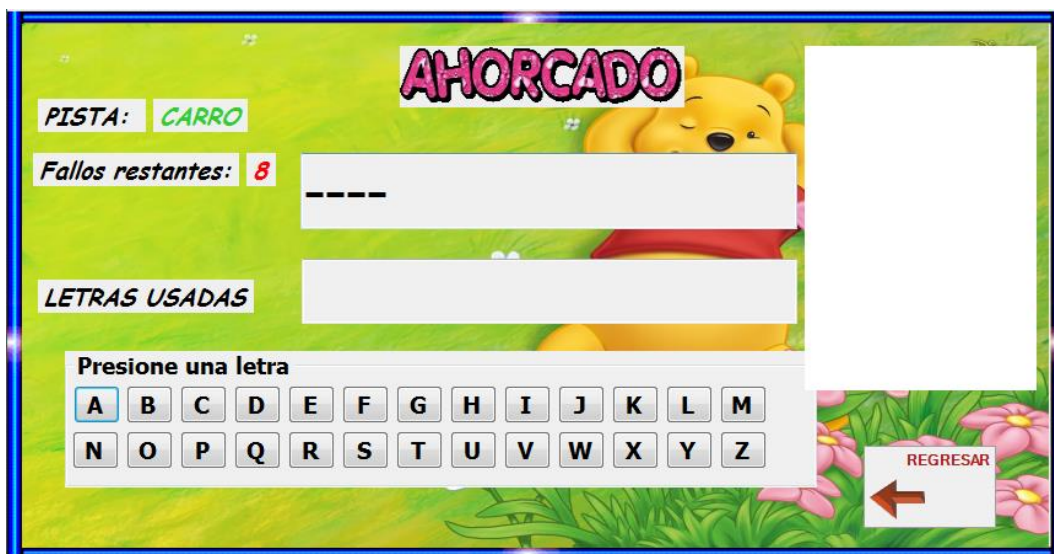 AHORCADO
PISTA: CARRO
Fallos restantes: 8
----
LETRAS USADAS
Presione una letra
A B C D E F G H I J K L M
N O P Q R S T U V W X Y Z
REGRESAR